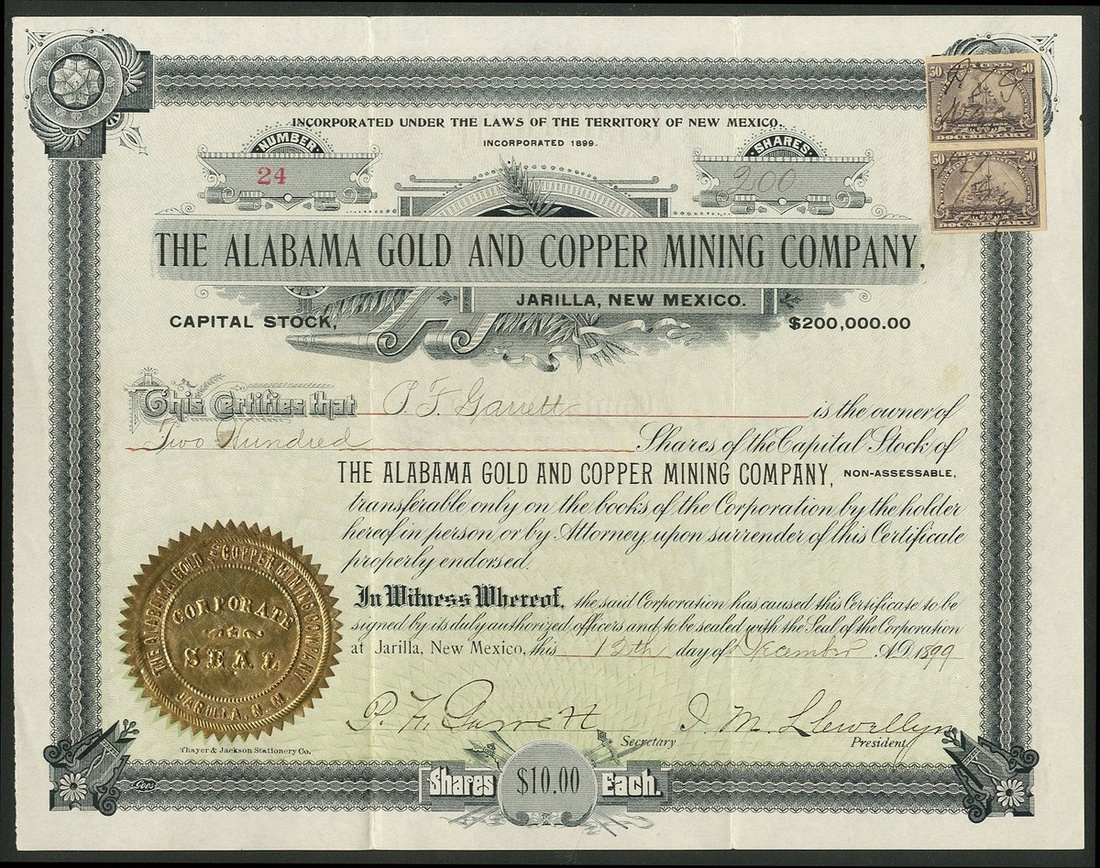 INCORPORATED UNDER THE LAWS OF THE TERRITORY OF NEW MEXICO.
INCORPORATED 1899.
NUMBER
24
SHARES
200
50 50
DOCUMENTARY
50 50
DOCUMENTARY
THE ALABAMA GOLD AND COPPER MINING COMPANY,
JARILLA, NEW MEXICO.
CAPITAL STOCK, $200,000.00
This Certifies that P. F. Garrett is the owner of
Two Hundred Shares of the Capital Stock of
THE ALABAMA GOLD AND COPPER MINING COMPANY, NON-ASSESSABLE,
transferable only on the books of the Corporation by the holder
hereof in person or by Attorney, upon surrender of this Certificate
properly endorsed.
In Witness Whereof, the said Corporation has caused this Certificate to be
signed by its duly authorized officers and to be sealed with the Seal of the Corporation
at Jarilla, New Mexico, this 12th day of December A.D. 1899
THE ALABAMA GOLD & COPPER MINING COMPANY
CORPORATE
SEAL
JARILLA, N. M.
P. F. Garrett Secretary
J. M. Llewellyn President
Thayer & Jackson Stationery Co.
Shares $10.00 Each.